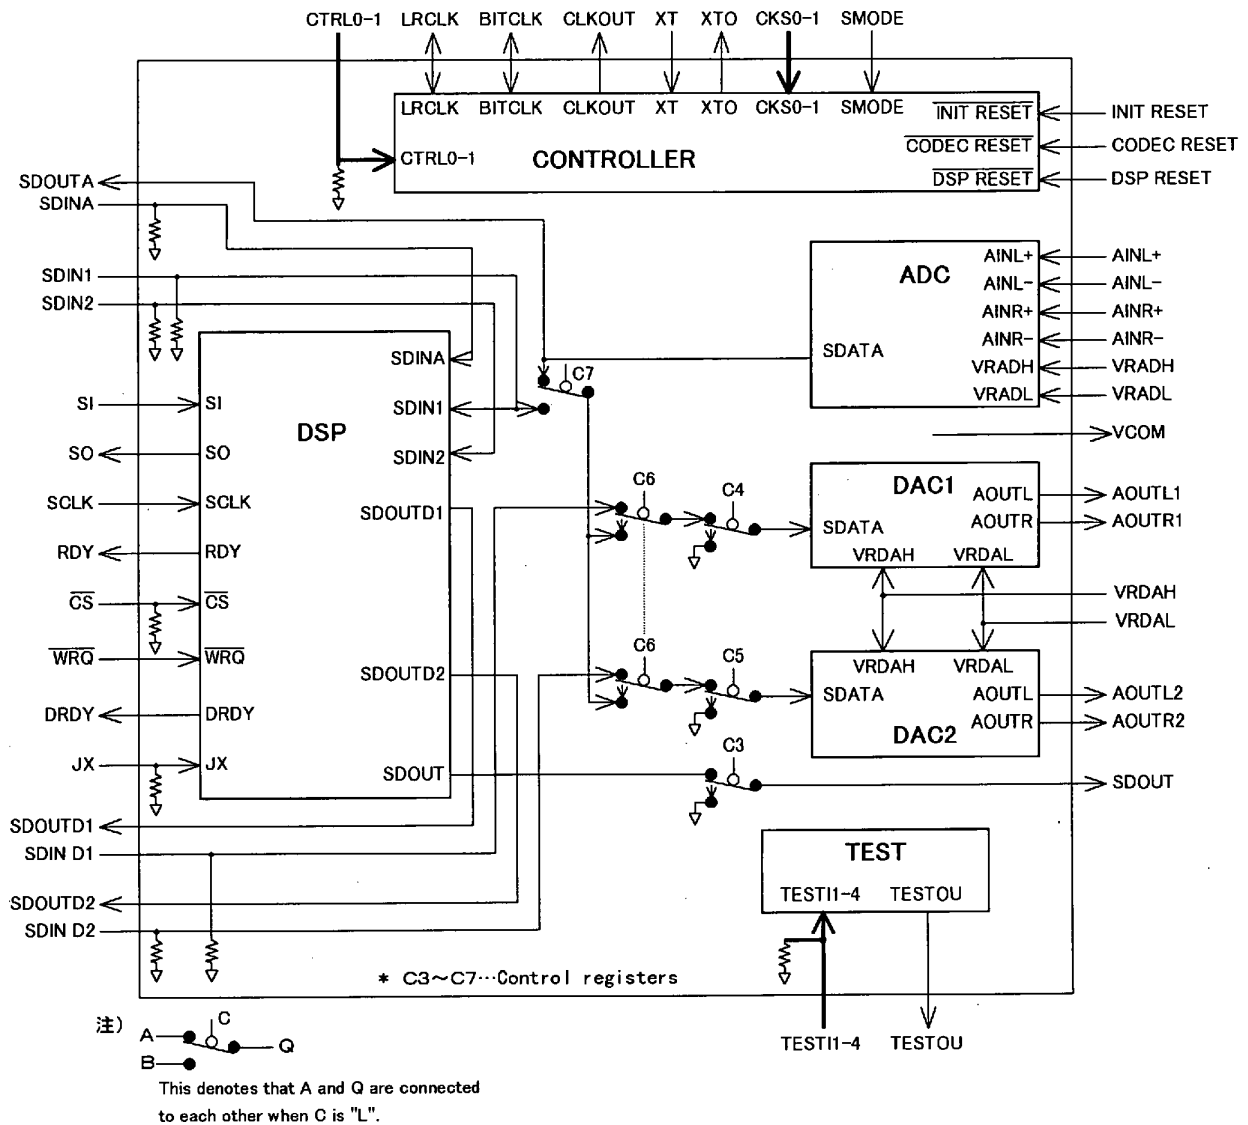 CTRL0-1 LRCLK BITCLK CLKOUT XT XTO CKS0-1 SMODE
LRCLK BITCLK CLKOUT XT XTO CKS0-1 SMODE
INIT RESET INIT RESET
CTRL0-1 CONTROLLER CODEC RESET CODEC RESET
DSP RESET DSP RESET
SDOUTA
SDINA
SDIN1
SDIN2
ADC
AINL+ AINL+
AINL- AINL-
AINR+ AINR+
AINR- AINR-
SDATA
VRADH VRADH
VRADL VRADL
VCOM
DSP
SDINA
C7
SDIN1
SDIN2
SI SI
SO SO
SCLK SCLK
RDY RDY
CS CS
WRQ WRQ
DRDY DRDY
JX JX
SDOUTD1
C6 C4
DAC1
SDATA
AOUTL AOUTL1
AOUTR AOUTR1
VRDAH VRDAL
VRDAH
VRDAL
VRDAH VRDAL
SDOUTD2
C6 C5
SDATA
AOUTL AOUTL2
AOUTR AOUTR2
DAC2
SDOUT C3 SDOUT
SDOUTD1
SDIN D1
SDOUTD2
SDIN D2
TEST
TESTI1-4 TESTOU
* C3~C7…Control registers
TESTI1-4 TESTOU
注)
A C Q
B
This denotes that A and Q are connected
to each other when C is "L".